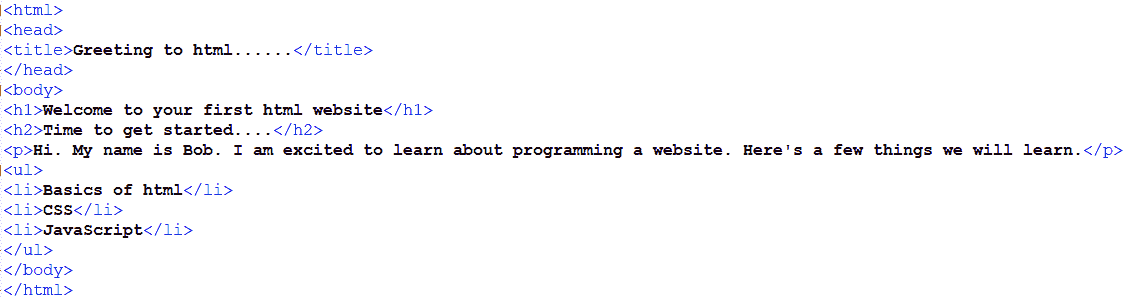 <html>
<head>
<title>Greeting to html......</title>
</head>
<body>
<h1>Welcome to your first html website</h1>
<h2>Time to get started....</h2>
<p>Hi. My name is Bob. I am excited to learn about programming a website. Here's a few things we will learn.</p>
<ul>
<li>Basics of html</li>
<li>CSS</li>
<li>JavaScript</li>
</ul>
</body>
</html>